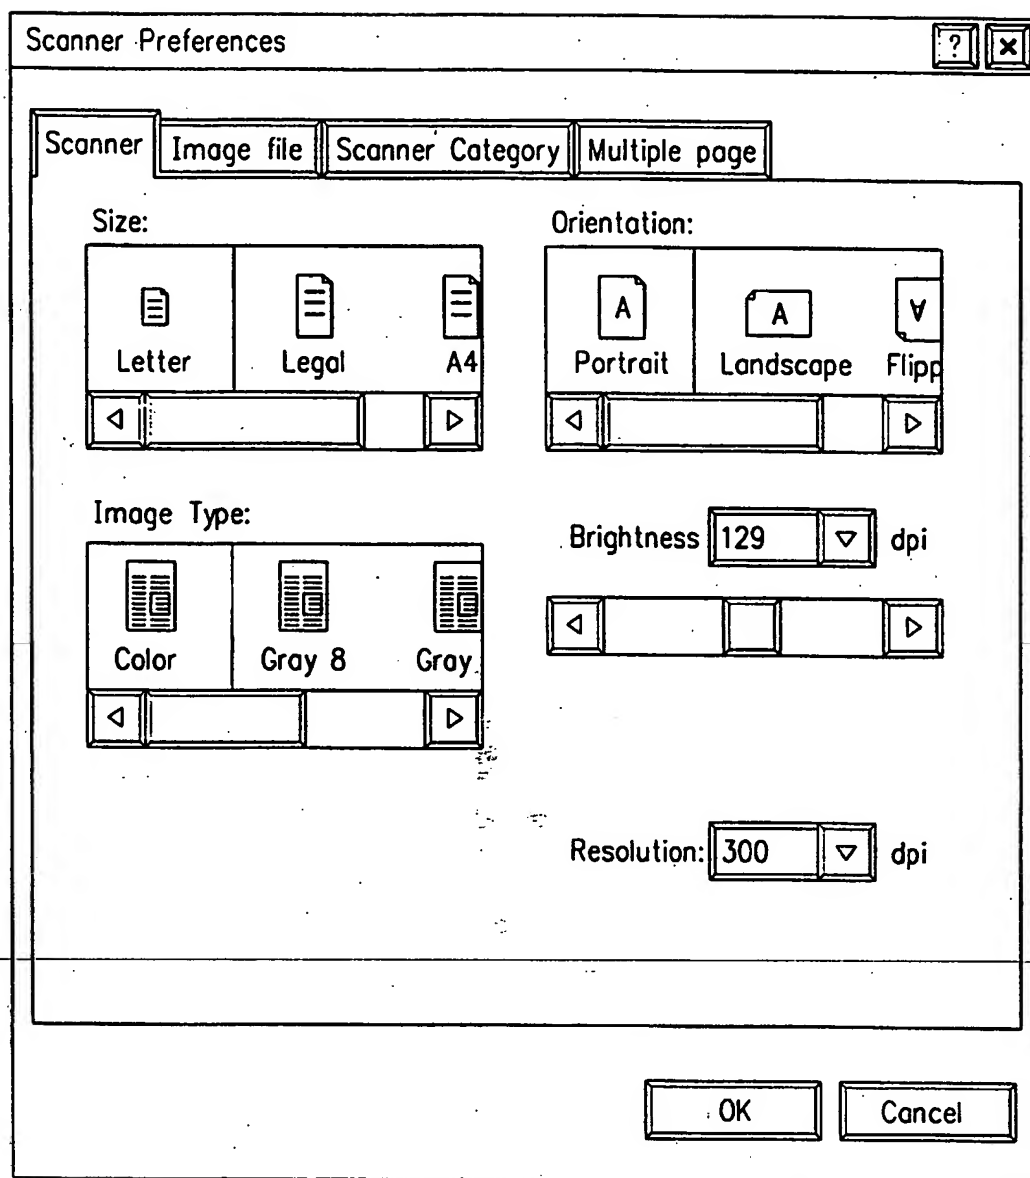 Scanner Preferences ?
Scanner Image file Scanner Category Multiple page
Size:
Letter Legal A4
Orientation:
A A A
Portrait Landscape Flipp
Image Type:
Color Gray 8 Gray
Brightness 129 dpi
Resolution: 300 dpi
OK Cancel